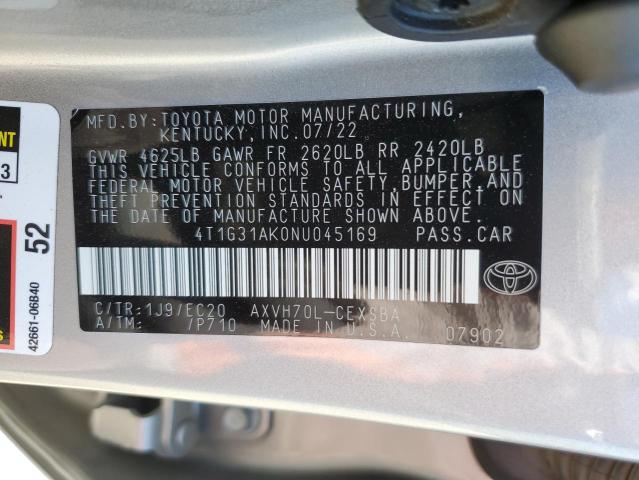 MFD.BY:TOYOTA MOTOR MANUFACTURING,
KENTUCKY,INC.07/22
GVWR 4625LB GAWR FR 2620LB RR 2420LB
THIS VEHICLE CONFORMS TO ALL APPLICABLE
FEDERAL MOTOR VEHICLE SAFETY,BUMPER,AND
THEFT PREVENTION STANDARDS IN EFFECT ON
THE DATE OF MANUFACTURE SHOWN ABOVE.
4T1G31AK0NU045169 PASS.CAR
C/TR:1J9/EC20 AXVH70L-CEXSBA
A/TM: /P710 MADE IN U.S.A. 07902
3
52
42661-06B40